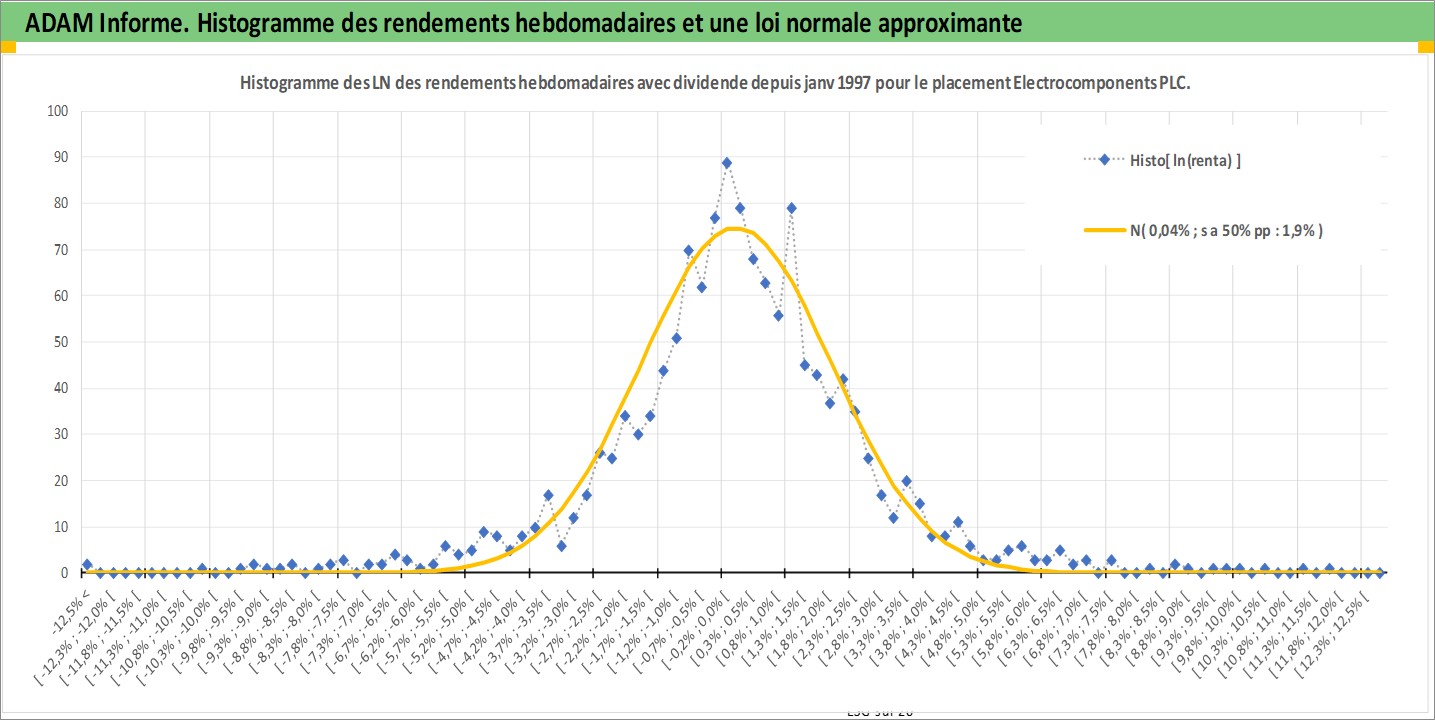 ADAM Informe. Histogramme des rendements hebdomadaires et une loi normale approximante
Histogramme des LN des rendements hebdomadaires avec dividende depuis janv 1997 pour le placement Electrocomponents PLC.
100
90
80
70
60
50
40
30
20
10
0
Histo[ ln(renta) ]
N( 0,04% ; s a 50% pp : 1,9% )
-12,5% <
[ -12,3% ; -12,0% [
[ -11,8% ; -11,5% [
[ -11,3% ; -11,0% [
[ -10,8% ; -10,5% [
[ -10,3% ; -10,0% [
[ -9,8% ; -9,5% [
[ -9,3% ; -9,0% [
[ -8,8% ; -8,5% [
[ -8,3% ; -8,0% [
[ -7,8% ; -7,5% [
[ -7,3% ; -7,0% [
[ -6,7% ; -6,5% [
[ -6,2% ; -6,0% [
[ -5,7% ; -5,5% [
[ -5,2% ; -5,0% [
[ -4,7% ; -4,5% [
[ -4,2% ; -4,0% [
[ -3,7% ; -3,5% [
[ -3,2% ; -3,0% [
[ -2,7% ; -2,5% [
[ -2,2% ; -2,0% [
[ -1,7% ; -1,5% [
[ -1,2% ; -1,0% [
[ -0,7% ; -0,5% [
[ -0,2% ; 0,0% [
[ 0,3% ; 0,5% [
[ 0,8% ; 1,0% [
[ 1,3% ; 1,5% [
[ 1,8% ; 2,0% [
[ 2,3% ; 2,5% [
[ 2,8% ; 3,0% [
[ 3,3% ; 3,5% [
[ 3,8% ; 4,0% [
[ 4,3% ; 4,5% [
[ 4,8% ; 5,0% [
[ 5,3% ; 5,5% [
[ 5,8% ; 6,0% [
[ 6,3% ; 6,5% [
[ 6,8% ; 7,0% [
[ 7,3% ; 7,5% [
[ 7,8% ; 8,0% [
[ 8,3% ; 8,5% [
[ 8,8% ; 9,0% [
[ 9,3% ; 9,5% [
[ 9,8% ; 10,0% [
[ 10,3% ; 10,5% [
[ 10,8% ; 11,0% [
[ 11,3% ; 11,5% [
[ 11,8% ; 12,0% [
[ 12,3% ; 12,5% [